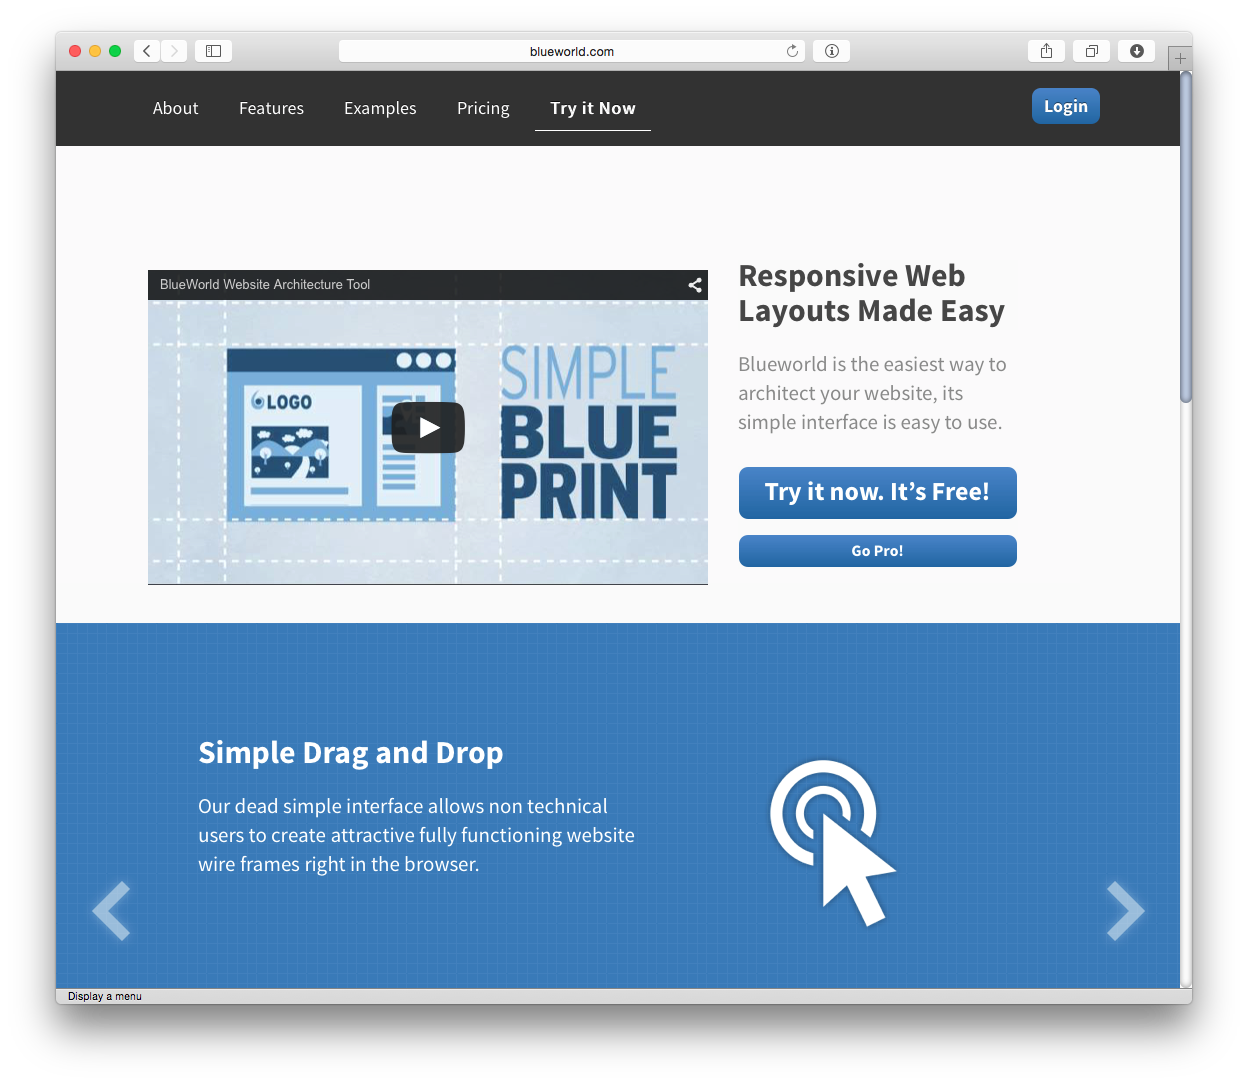 blueworld.com
About Features Examples Pricing Try it Now Login
BlueWorld Website Architecture Tool
LOGO
SIMPLE
BLUE
PRINT
Responsive Web
Layouts Made Easy
Blueworld is the easiest way to
architect your website, its
simple interface is easy to use.
Try it now. It’s Free!
Go Pro!
Simple Drag and Drop
Our dead simple interface allows non technical
users to create attractive fully functioning website
wire frames right in the browser.
Display a menu